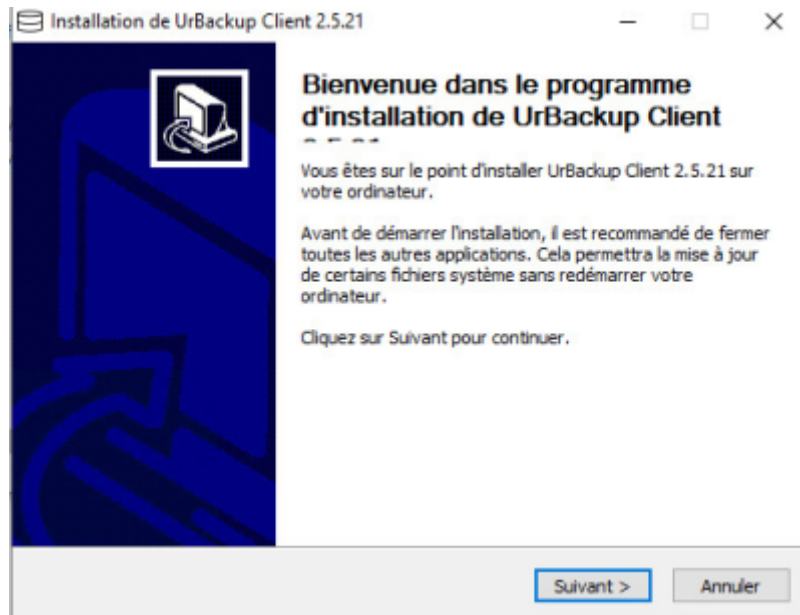 Installation de UrBackup Client 2.5.21
Bienvenue dans le programme
d'installation de UrBackup Client
Vous êtes sur le point d'installer UrBackup Client 2.5.21 sur
votre ordinateur.
Avant de démarrer l'installation, il est recommandé de fermer
toutes les autres applications. Cela permettra la mise à jour
de certains fichiers système sans redémarrer votre
ordinateur.
Cliquez sur Suivant pour continuer.
Suivant >
Annuler